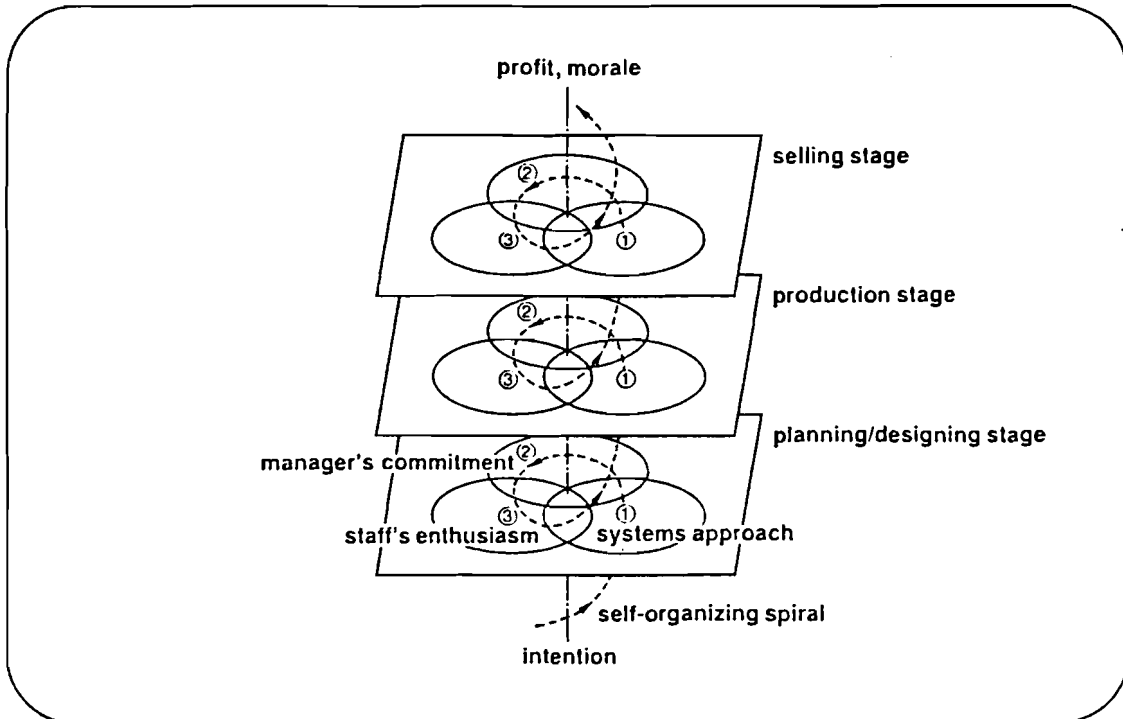 profit, morale
selling stage
②
③
①
production stage
②
③
①
planning/designing stage
②
manager's commitment
③
①
staff's enthusiasm
systems approach
self-organizing spiral
intention